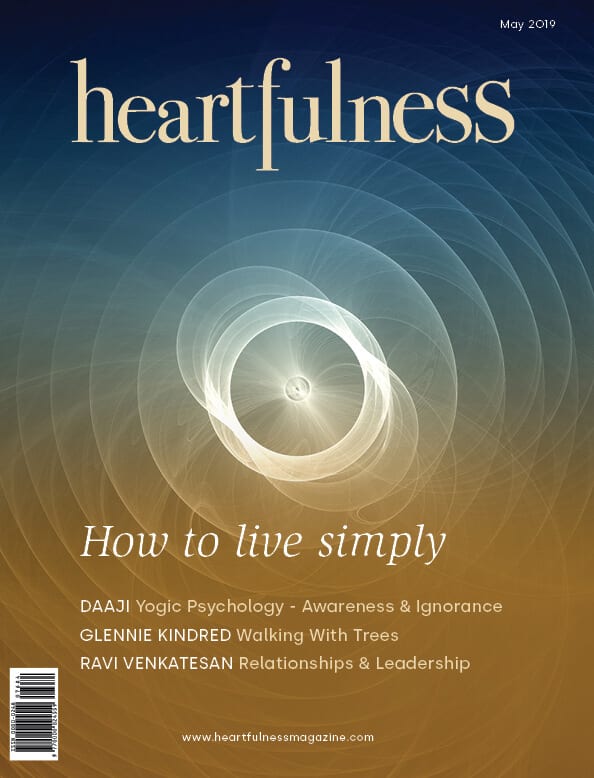 May 2019
heartfulness
How to live simply
DAAJI Yogic Psychology - Awareness & Ignorance
GLENNIE KINDRED Walking With Trees
RAVI VENKATESAN Relationships & Leadership
www.heartfulnessmagazine.com